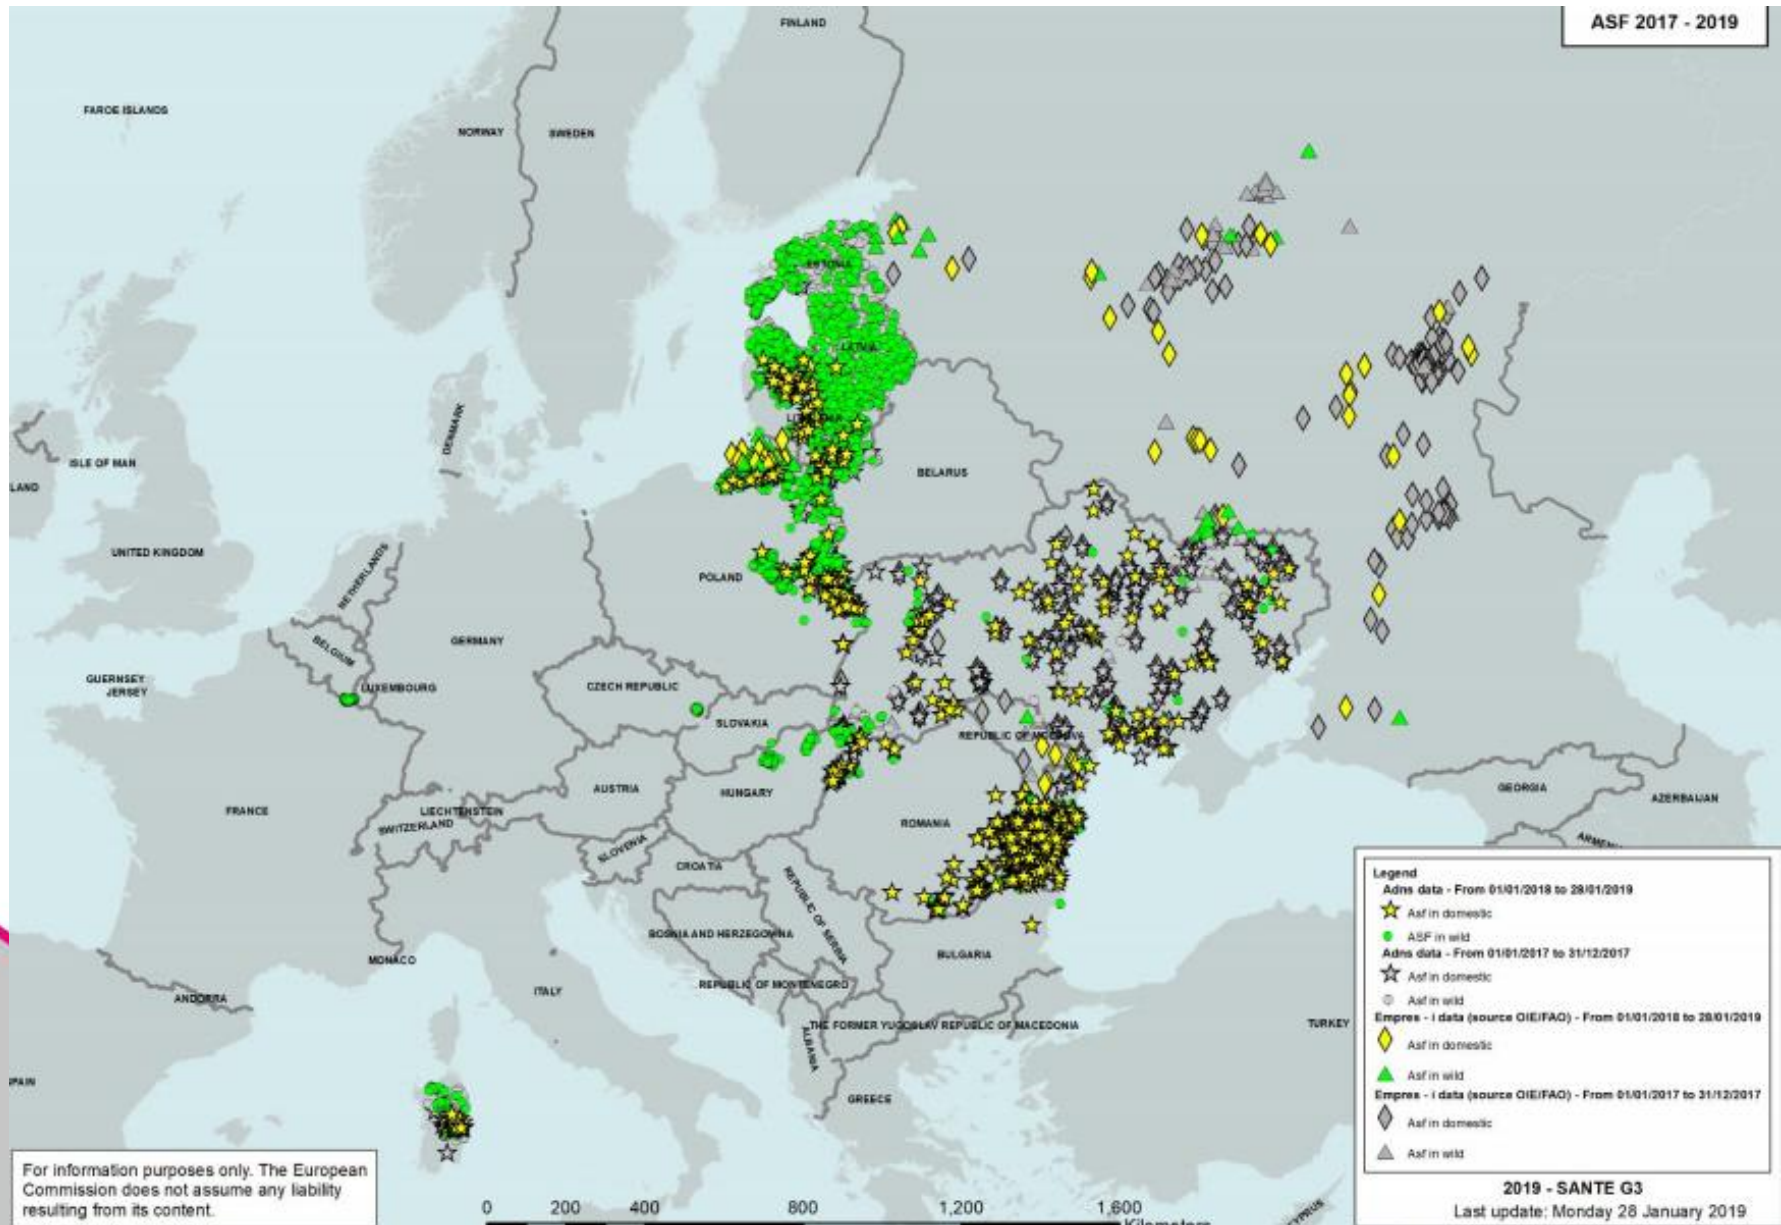 ASF 2017 - 2019
FINLAND
FAROE ISLANDS
NORWAY
SWEDEN
ESTONIA
LATVIA
DENMARK
ISLE OF MAN
LAND
BELARUS
UNITED KINGDOM
NETHERLANDS
POLAND
BELGIUM
GERMANY
GUERNSEY
JERSEY
LUXEMBOURG
CZECH REPUBLIC
SLOVAKIA
REPUBLIC OF MOLDOVA
AUSTRIA
HUNGARY
GEORGIA
AZERBAIJAN
FRANCE
LIECHTENSTEIN
SWITZERLAND
ROMANIA
SLOVENIA
CROATIA
ARMEN
REPUBLIC OF SERBIA
BOSNIA AND HERZEGOVINA
BULGARIA
MONACO
ITALY
REPUBLIC OF MONTENEGRO
ANDORRA
THE FORMER YUGOSLAV REPUBLIC OF MACEDONIA
ALBANIA
TURKEY
PAIN
GREECE
CYPRUS
Legend
Adns data - From 01/01/2018 to 28/01/2019
Asf in domestic
ASF in wild
Adns data - From 01/01/2017 to 31/12/2017
Asf in domestic
Asf in wild
Empres - i data (source OIE/FAO) - From 01/01/2018 to 28/01/2019
Asf in domestic
Asf in wild
Empres - i data (source OIE/FAO) - From 01/01/2017 to 31/12/2017
Asf in domestic
Asf in wild
2019 - SANTE G3
Last update: Monday 28 January 2019
For information purposes only. The European
Commission does not assume any liability
resulting from its content.
0 200 400 800 1,200 1,600
Kilometers